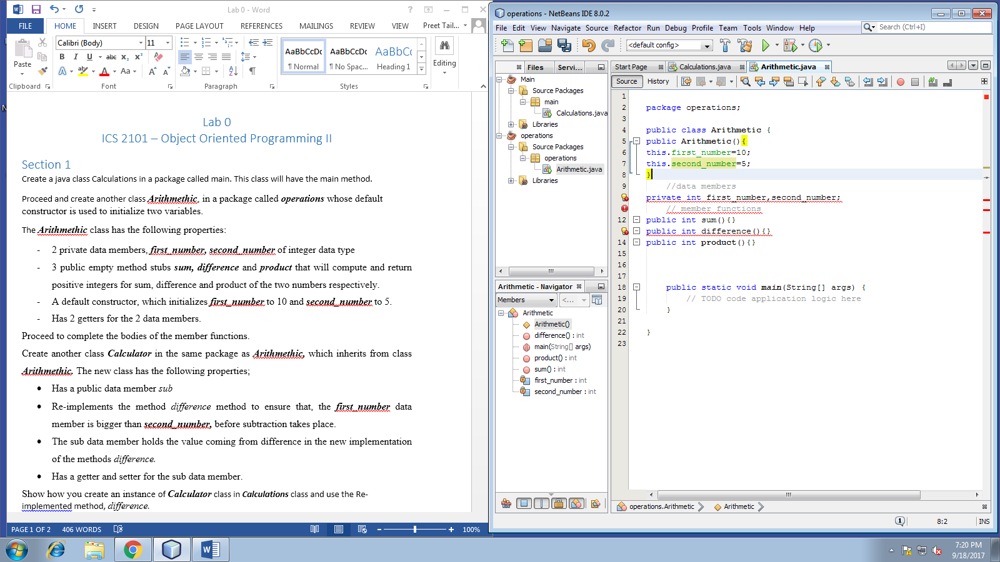 Lab 0 - Word
FILE HOME INSERT DESIGN PAGE LAYOUT REFERENCES MAILINGS REVIEW VIEW Preet Tail...
Paste
Calibri (Body) 11
B I U abc x₂ x²
A ab A Aa A A
AaBbCcDc AaBbCcDc AaBbCc
¶ Normal ¶ No Spac... Heading 1
Editing
Clipboard Font Paragraph Styles
Lab 0
ICS 2101 – Object Oriented Programming II
Section 1
Create a java class Calculations in a package called main. This class will have the main method.
Proceed and create another class Arithmethic, in a package called operations whose default
constructor is used to initialize two variables.
The Arithmethic class has the following properties:
- 2 private data members, first_number, second_number of integer data type
- 3 public empty method stubs sum, difference and product that will compute and return
positive integers for sum, difference and product of the two numbers respectively.
- A default constructor, which initializes first_number to 10 and second_number to 5.
- Has 2 getters for the 2 data members.
Proceed to complete the bodies of the member functions.
Create another class Calculator in the same package as Arithmethic, which inherits from class
Arithmethic. The new class has the following properties;
• Has a public data member sub
• Re-implements the method difference method to ensure that, the first_number data
member is bigger than second_number, before subtraction takes place.
• The sub data member holds the value coming from difference in the new implementation
of the methods difference.
• Has a getter and setter for the sub data member.
Show how you create an instance of Calculator class in Calculations class and use the Re-
implemented method, difference.
PAGE 1 OF 2 406 WORDS 100%
operations - NetBeans IDE 8.0.2
File Edit View Navigate Source Refactor Run Debug Profile Team Tools Window Help Search (Ctrl+I)
<default config>
Files Servi...
Main
Source Packages
main
Calculations.java
Libraries
operations
Source Packages
operations
Arithmetic.java
Libraries
Arithmetic - Navigator
Members <...
Arithmetic
Arithmetic()
difference() : int
main(String[] args)
product() : int
sum() : int
first_number : int
second_number : int
Start Page Calculations.java Arithmetic.java
Source History
1
2 package operations;
3
4 public class Arithmetic {
5 public Arithmetic(){
6 this.first_number=10;
7 this.second_number=5;
8 }
9 //data members
private int first_number,second_number;
// member functions
12 public int sum(){}
public int difference(){}
14 public int product(){}
15
16
17
18 public static void main(String[] args) {
19 // TODO code application logic here
20 }
21
22 }
23
operations.Arithmetic Arithmetic
1 8:2 INS
7:20 PM
9/18/2017